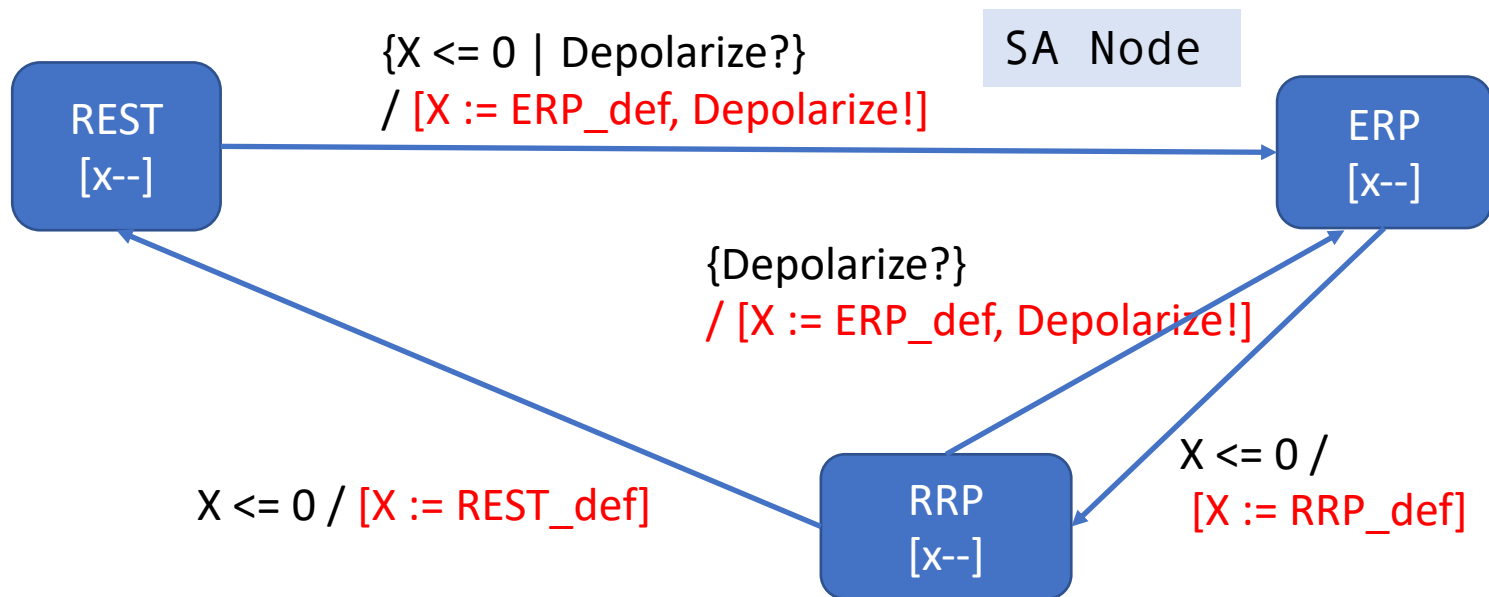 SA Node
{X <= 0 | Depolarize?}
/ [X := ERP_def, Depolarize!]
REST
[x--]
ERP
[x--]
{Depolarize?}
/ [X := ERP_def, Depolarize!]
X <= 0 /
[X := RRP_def]
X <= 0 / [X := REST_def]
RRP
[x--]